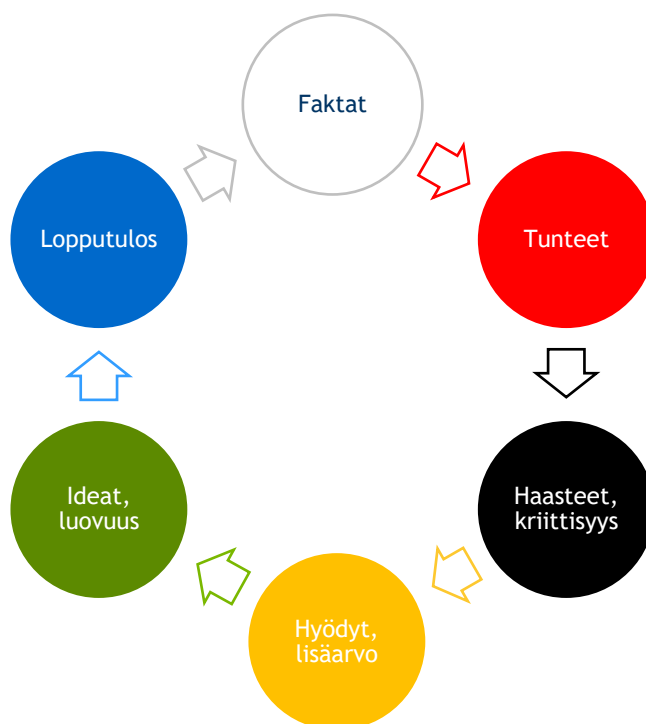 Faktat
Tunteet
Haasteet,
kriittisyys
Hyödyt,
lisäarvo
Ideat,
luovuus
Lopputulos